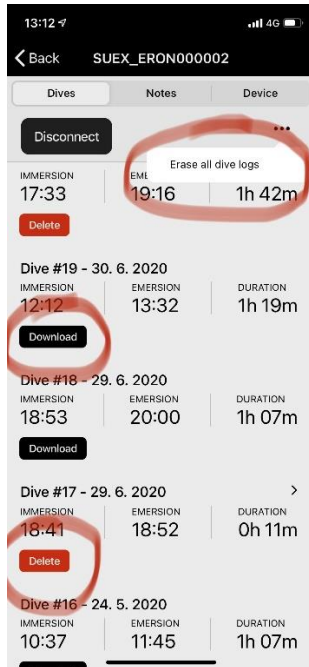 13:12 4G
Back SUEX_ERON000002
Dives Notes Device
Disconnect ...
Erase all dive logs
IMMERSION EME
17:33 19:16 1h 42m
Delete
Dive #19 - 30. 6. 2020
IMMERSION EMERSION DURATION
12:12 13:32 1h 19m
Download
Dive #18 - 29. 6. 2020
IMMERSION EMERSION DURATION
18:53 20:00 1h 07m
Download
Dive #17 - 29. 6. 2020 >
IMMERSION EMERSION DURATION
18:41 18:52 0h 11m
Delete
Dive #16 - 24. 5. 2020
IMMERSION EMERSION DURATION
10:37 11:45 1h 07m